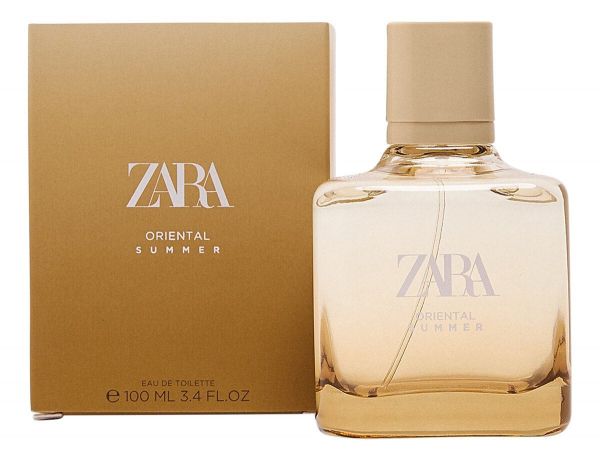 ZARA
ORIENTAL
SUMMER
EAU DE TOILETTE
℮ 100 ML 3.4 FL.OZ
ZARA
ORIENTAL
SUMMER